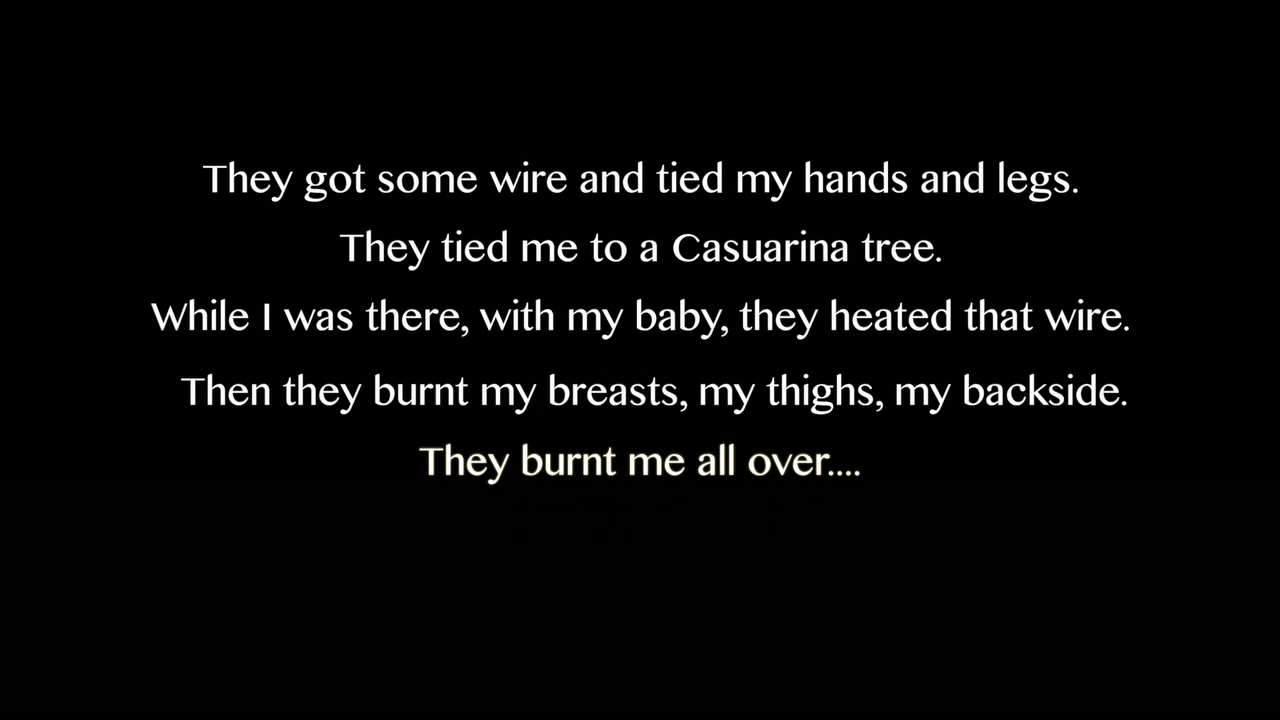 They got some wire and tied my hands and legs.
They tied me to a Casuarina tree.
While I was there, with my baby, they heated that wire.
Then they burnt my breasts, my thighs, my backside.
They burnt me all over....